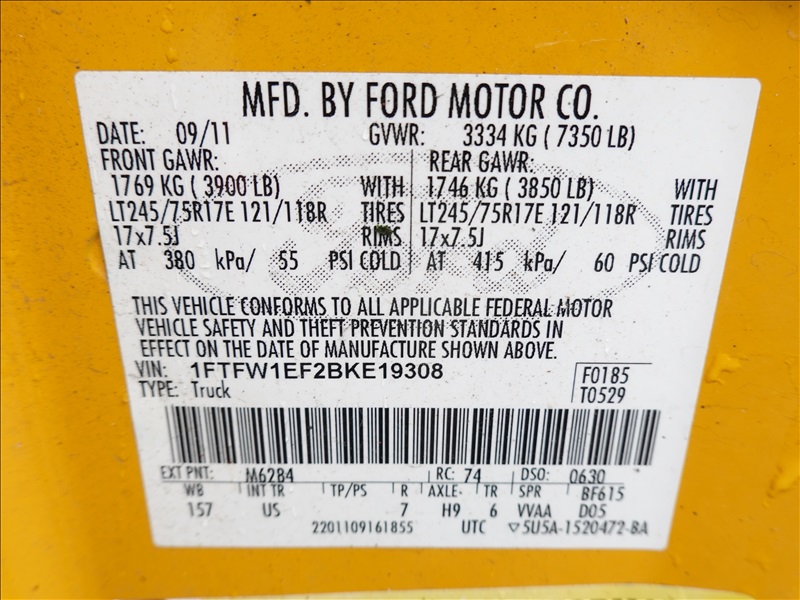 MFD. BY FORD MOTOR CO.
DATE: 09/11 GVWR: 3334 KG ( 7350 LB)
FRONT GAWR: REAR GAWR:
1769 KG ( 3900 LB) WITH 1746 KG ( 3850 LB) WITH
LT245/75R17E 121/118R TIRES LT245/75R17E 121/118R TIRES
17x7.5J RIMS 17x7.5J RIMS
AT 380 kPa/ 55 PSI COLD AT 415 kPa/ 60 PSI COLD
THIS VEHICLE CONFORMS TO ALL APPLICABLE FEDERAL MOTOR
VEHICLE SAFETY AND THEFT PREVENTION STANDARDS IN
EFFECT ON THE DATE OF MANUFACTURE SHOWN ABOVE.
VIN: 1FTFW1EF2BKE19308 F0185
TYPE: Truck T0529
EXT PNT: M6284 RC: 74 DSO: 0630
WB INT TR TP/PS R AXLE TR SPR BF615
157 US 7 H9 6 VVAA D05
2201109161855 UTC ▽5U5A-1520472-BA